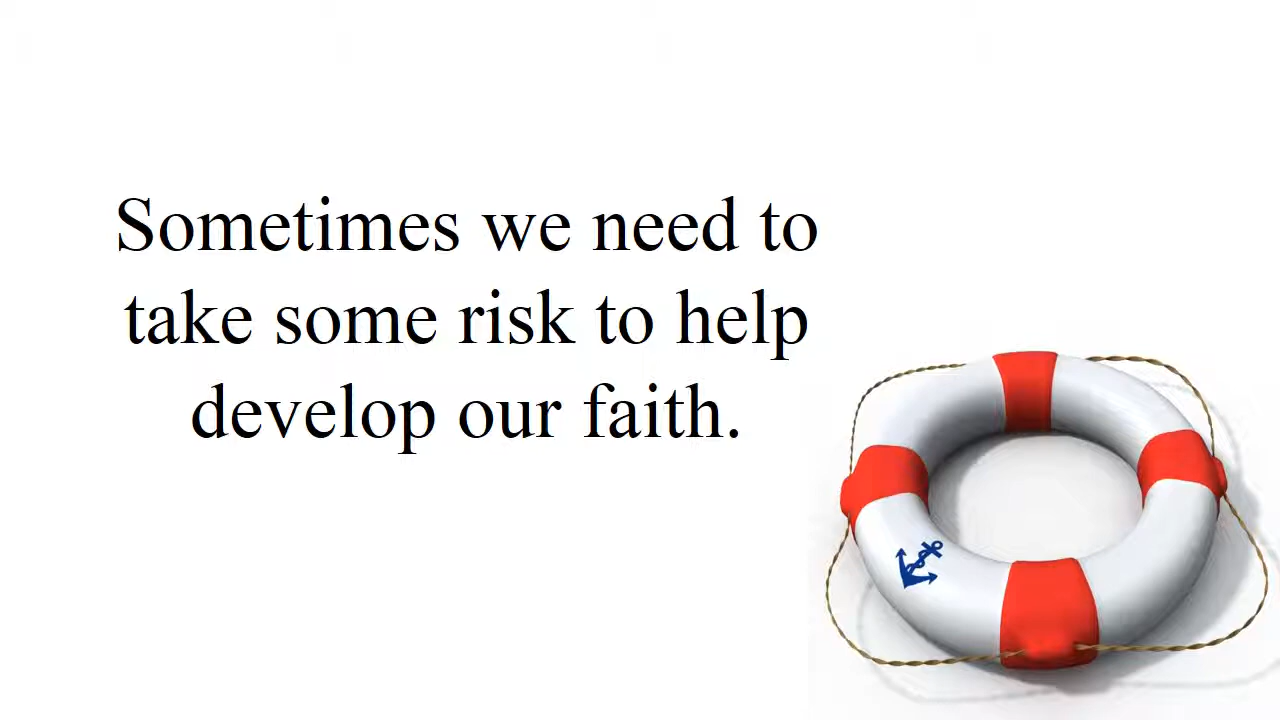 Sometimes we need to
take some risk to help
develop our faith.